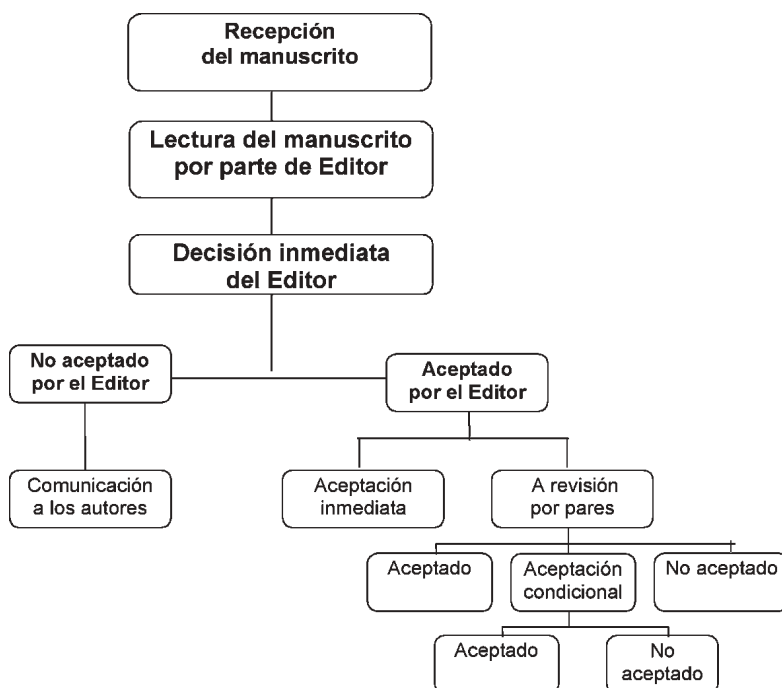 Recepción
del manuscrito
Lectura del manuscrito
por parte de Editor
Decisión inmediata
del Editor
No aceptado
por el Editor
Aceptado
por el Editor
Comunicación
a los autores
Aceptación
inmediata
A revisión
por pares
Aceptado
Aceptación
condicional
No aceptado
Aceptado
No
aceptado